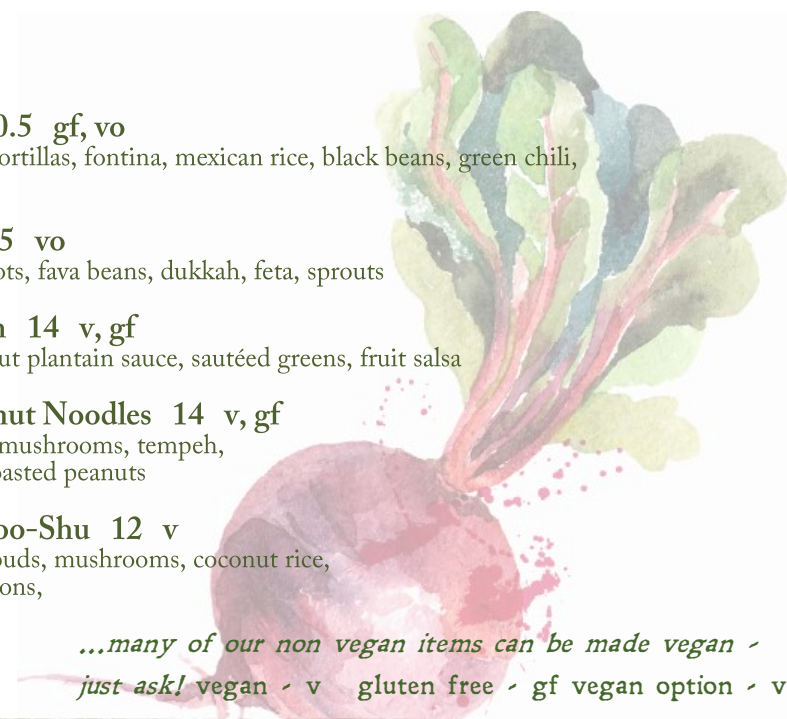 0.5 gf, vo
ortillas, fontina, mexican rice, black beans, green chili,
5 vo
ots, fava beans, dukkah, feta, sprouts
14 v, gf
ut plantain sauce, sautéed greens, fruit salsa
nut Noodles 14 v, gf
mushrooms, tempeh,
oasted peanuts
oo-Shu 12 v
ouds, mushrooms, coconut rice,
ons,
...many of our non vegan items can be made vegan -
just ask! vegan - v gluten free - gf vegan option - v